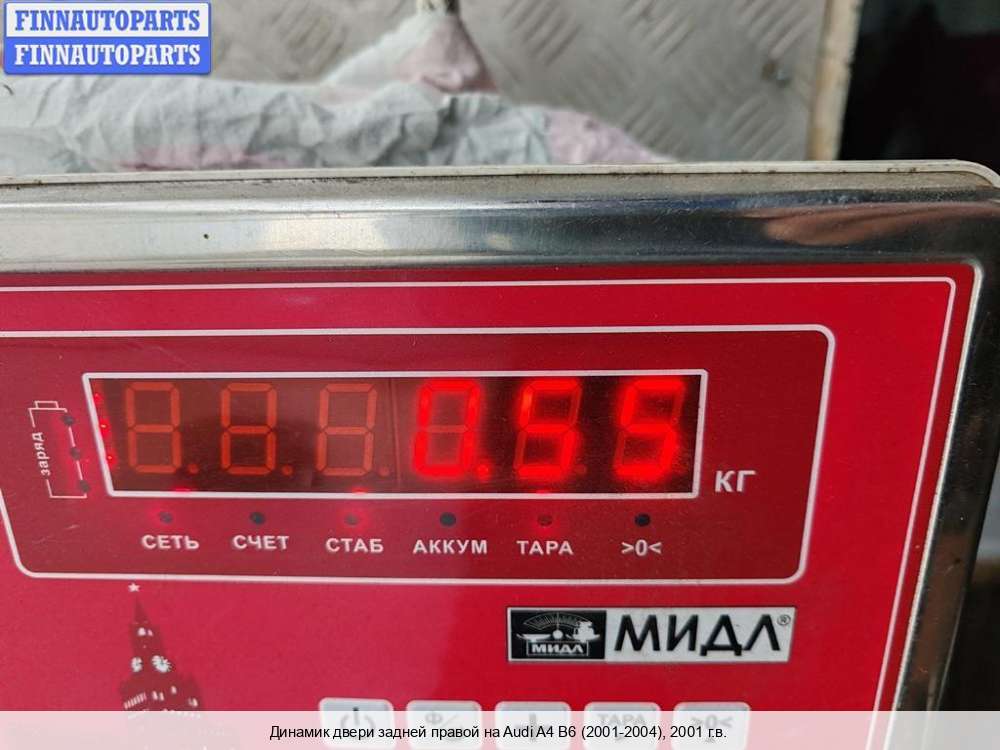 FINNAUTOPARTS
FINNAUTOPARTS
заряд
0.55
КГ
СЕТЬ СЧЕТ СТАБ АККУМ ТАРА >0<
МИДЛ
МИДЛ®
ТАРА >0<
Динамик двери задней правой на Audi A4 B6 (2001-2004), 2001 г.в.